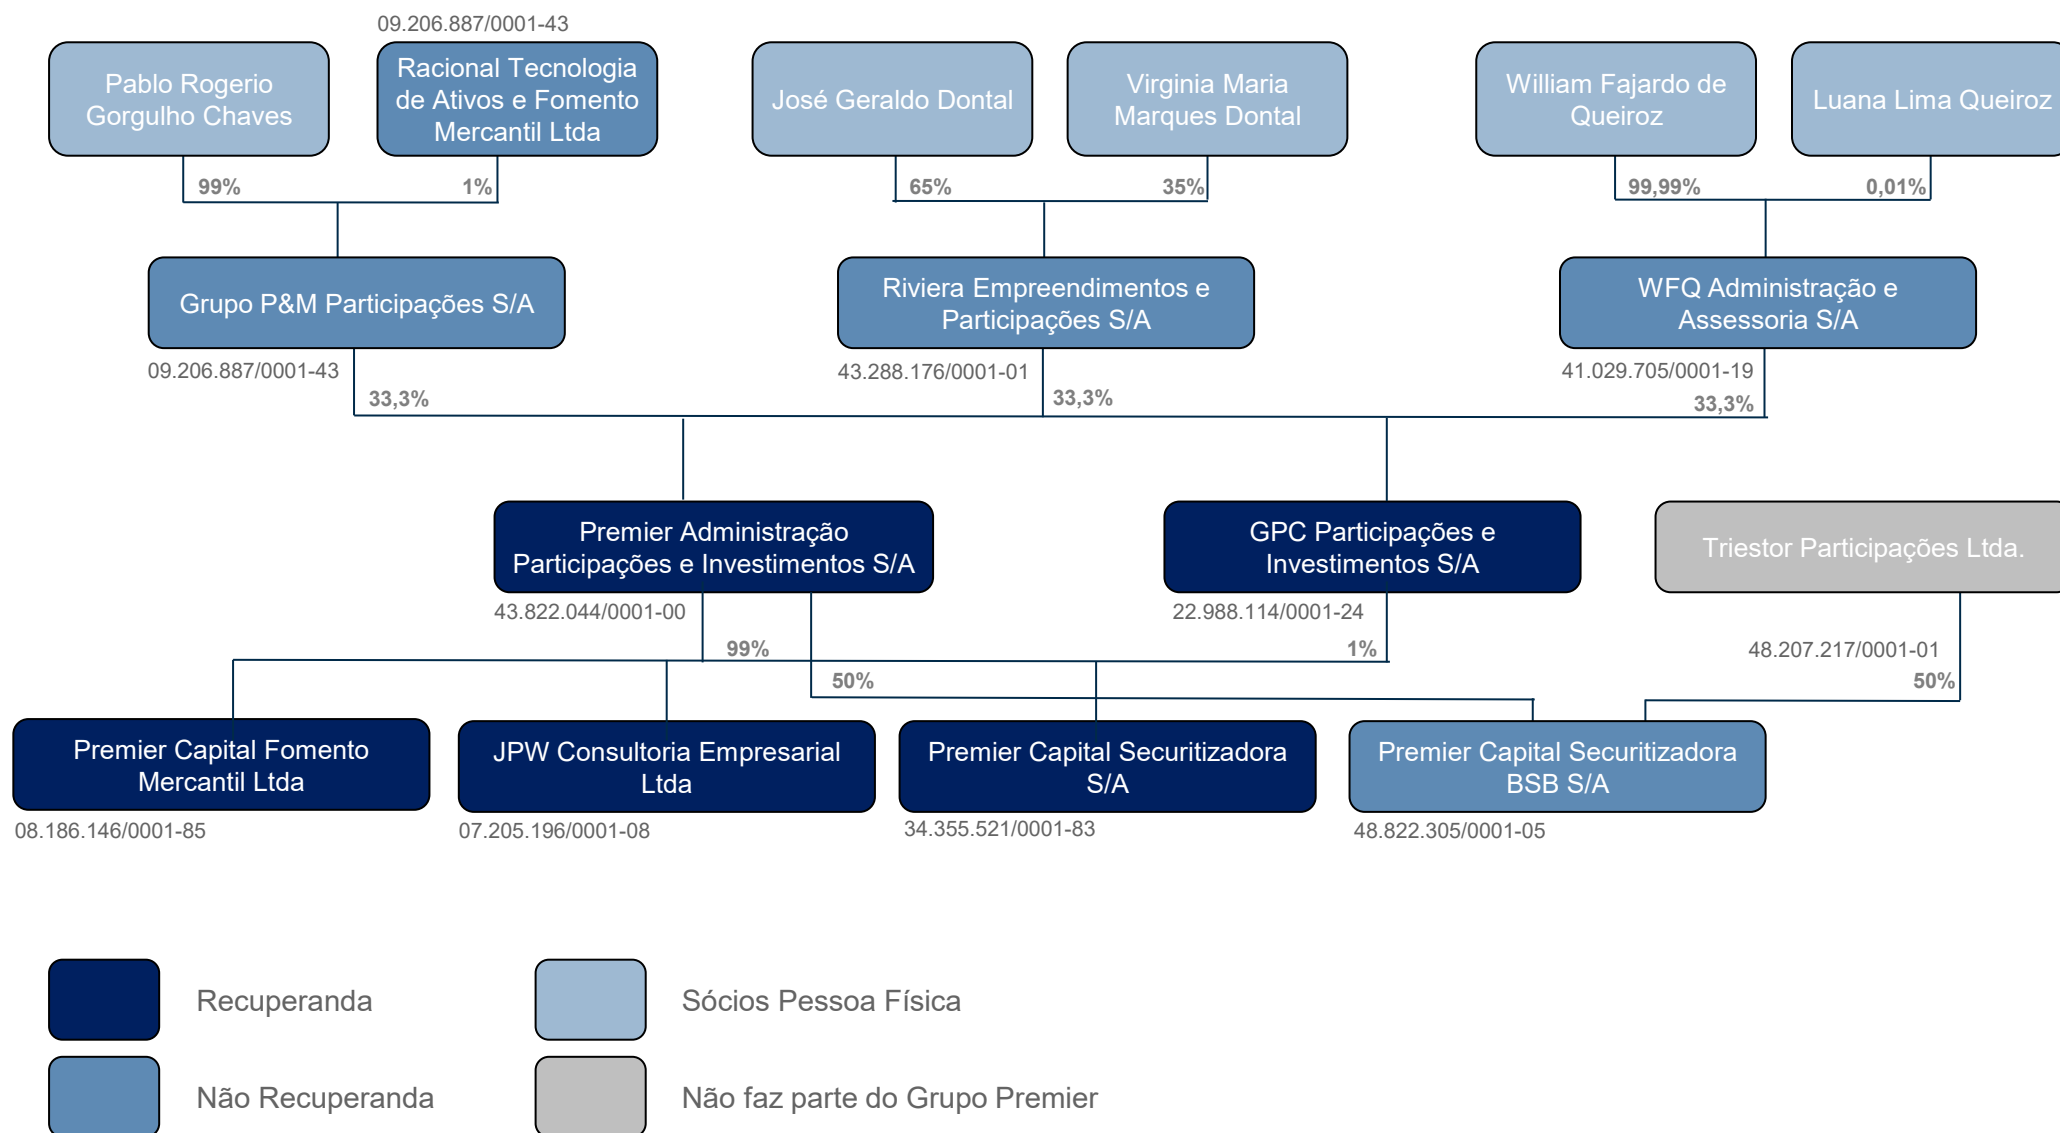 09.206.887/0001-43
Pablo Rogerio
Gorgulho Chaves
Racional Tecnologia
de Ativos e Fomento
Mercantil Ltda
José Geraldo Dontal
Virginia Maria
Marques Dontal
William Fajardo de
Queiroz
Luana Lima Queiroz
99%
1%
65%
35%
99,99%
0,01%
Grupo P&M Participações S/A
Riviera Empreendimentos e
Participações S/A
WFQ Administração e
Assessoria S/A
09.206.887/0001-43
43.288.176/0001-01
41.029.705/0001-19
33,3%
33,3%
33,3%
Premier Administração
Participações e Investimentos S/A
GPC Participações e
Investimentos S/A
Triestor Participações Ltda.
43.822.044/0001-00
22.988.114/0001-24
48.207.217/0001-01
99%
1%
50%
50%
Premier Capital Fomento
Mercantil Ltda
JPW Consultoria Empresarial
Ltda
Premier Capital Securitizadora
S/A
Premier Capital Securitizadora
BSB S/A
08.186.146/0001-85
07.205.196/0001-08
34.355.521/0001-83
48.822.305/0001-05
Recuperanda
Sócios Pessoa Física
Não Recuperanda
Não faz parte do Grupo Premier